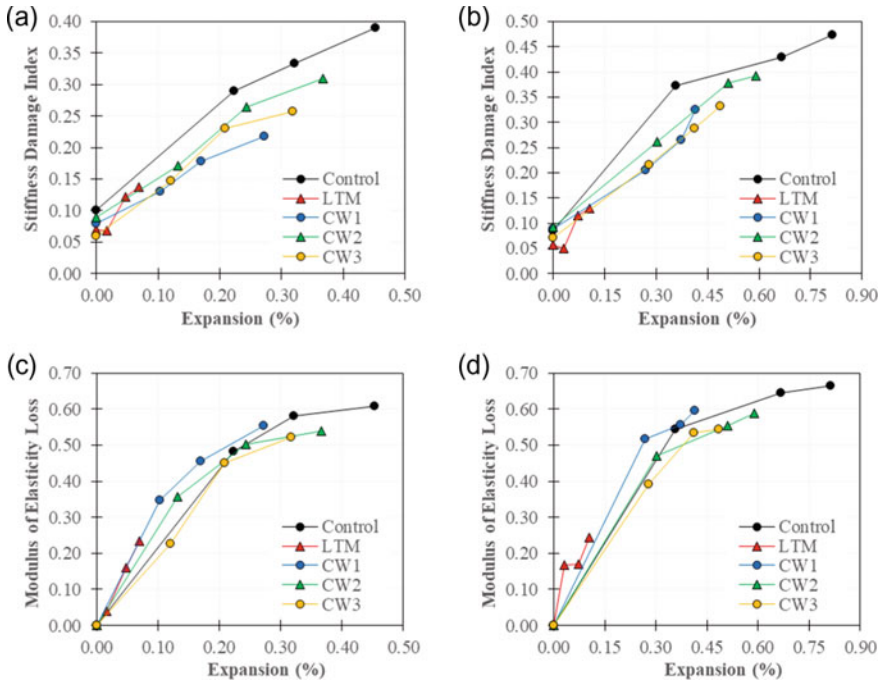 (a)
Stiffness Damage Index
0.40
0.35
0.30
0.25
0.20
0.15
0.10
0.05
0.00
Control
LTM
CW1
CW2
CW3
0.00 0.10 0.20 0.30 0.40 0.50
Expansion (%)
(b)
Stiffness Damage Index
0.50
0.45
0.40
0.35
0.30
0.25
0.20
0.15
0.10
0.05
0.00
Control
LTM
CW1
CW2
CW3
0.00 0.15 0.30 0.45 0.60 0.75 0.90
Expansion (%)
(c)
Modulus of Elasticity Loss
0.70
0.60
0.50
0.40
0.30
0.20
0.10
0.00
Control
LTM
CW1
CW2
CW3
0.00 0.10 0.20 0.30 0.40 0.50
Expansion (%)
(d)
Modulus of Elasticity Loss
0.70
0.60
0.50
0.40
0.30
0.20
0.10
0.00
Control
LTM
CW1
CW2
CW3
0.00 0.15 0.30 0.45 0.60 0.75 0.90
Expansion (%)